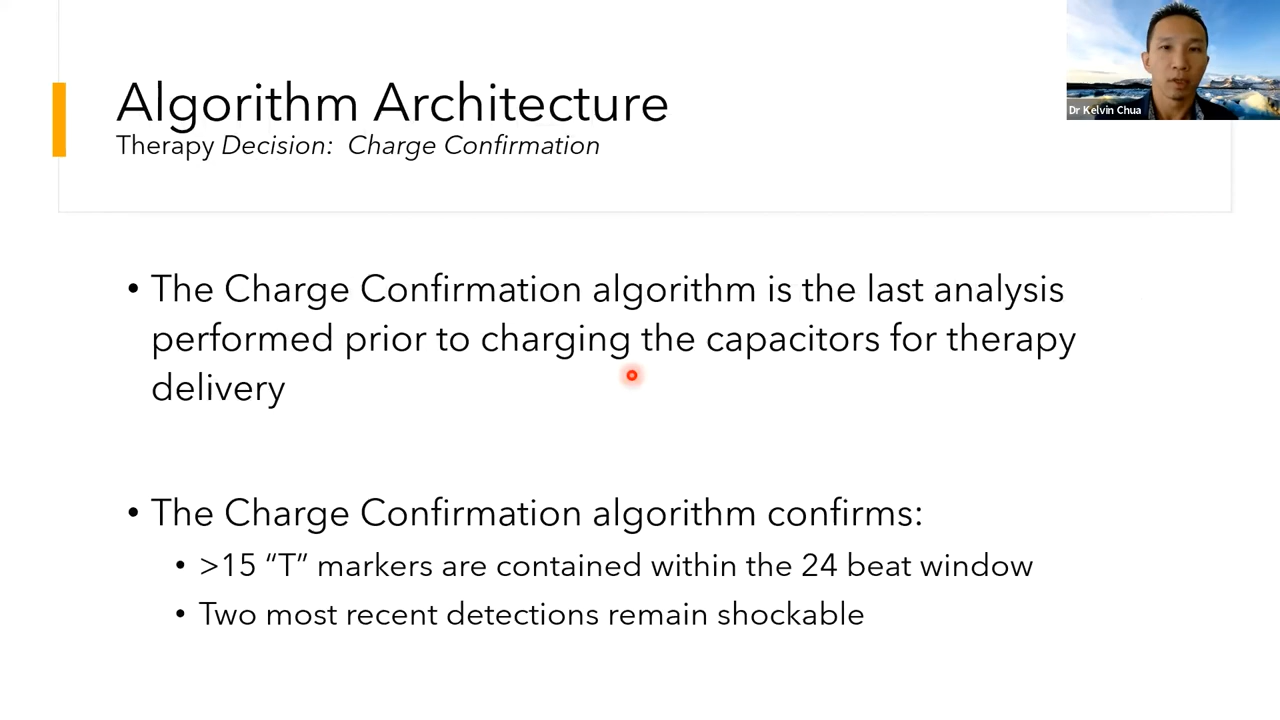 Algorithm Architecture
Therapy Decision: Charge Confirmation
Dr Kelvin Chua
• The Charge Confirmation algorithm is the last analysis
performed prior to charging the capacitors for therapy
delivery
• The Charge Confirmation algorithm confirms:
• >15 “T” markers are contained within the 24 beat window
• Two most recent detections remain shockable